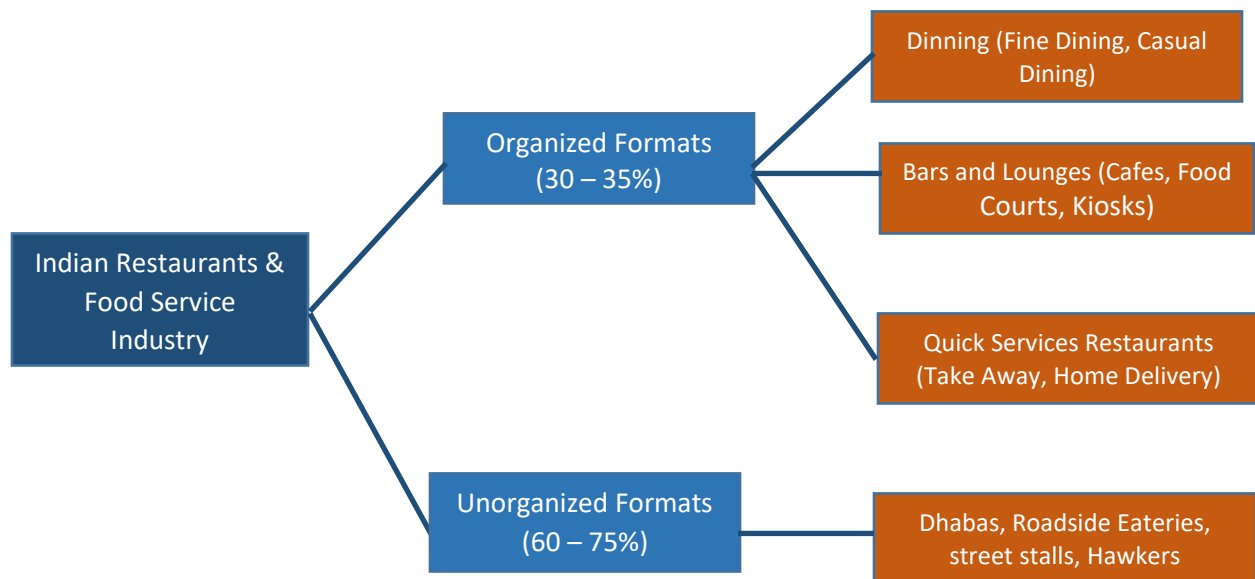 Indian Restaurants &
Food Service
Industry
Organized Formats
(30 – 35%)
Dinning (Fine Dining, Casual
Dining)
Bars and Lounges (Cafes, Food
Courts, Kiosks)
Quick Services Restaurants
(Take Away, Home Delivery)
Unorganized Formats
(60 – 75%)
Dhabas, Roadside Eateries,
street stalls, Hawkers